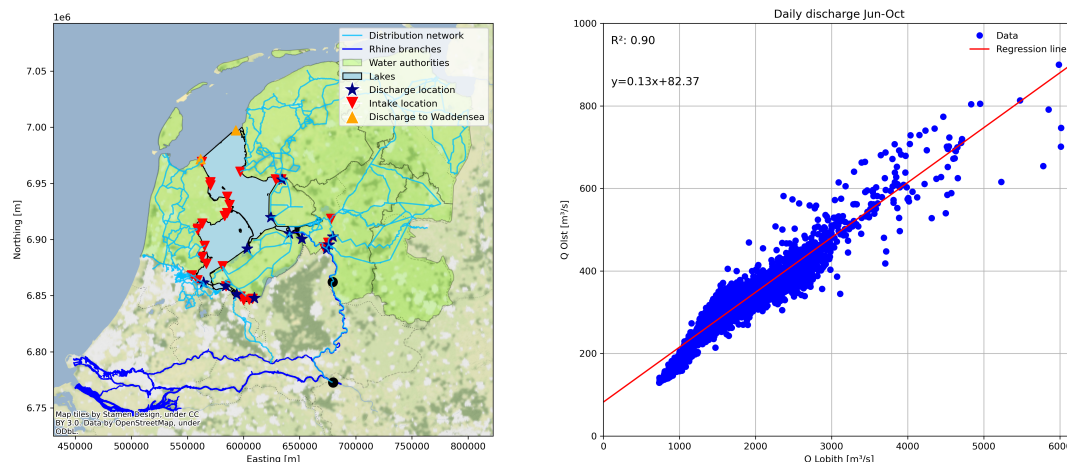 1e6
7.05
7.00
6.95
6.90
6.85
6.80
6.75
Northing [m]
450000 500000 550000 600000 650000 700000 750000 800000
Easting [m]
Distribution network
Rhine branches
Water authorities
Lakes
Discharge location
Intake location
Discharge to Waddensea
Map tiles by Stamen Design, under CC
BY 3.0. Data by OpenStreetMap, under
ODbL.
Daily discharge Jun-Oct
R²: 0.90
y=0.13x+82.37
Data
Regression line
1000
800
600
400
200
0
Q Olst [m³/s]
0 1000 2000 3000 4000 5000 6000
Q Lobith [m³/s]